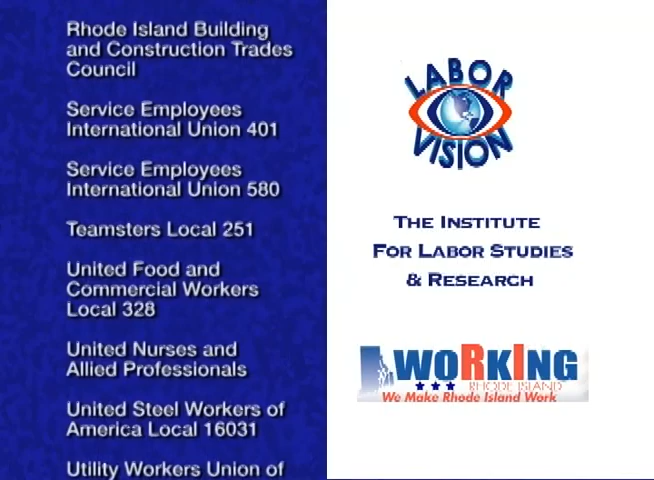 Rhode Island Building
and Construction Trades
Council
Service Employees
International Union 401
Service Employees
International Union 580
Teamsters Local 251
United Food and
Commercial Workers
Local 328
United Nurses and
Allied Professionals
United Steel Workers of
America Local 16031
Utility Workers Union of
LABOR
VISION
THE INSTITUTE
FOR LABOR STUDIES
& RESEARCH
WORKING
RHODE ISLAND
We Make Rhode Island Work